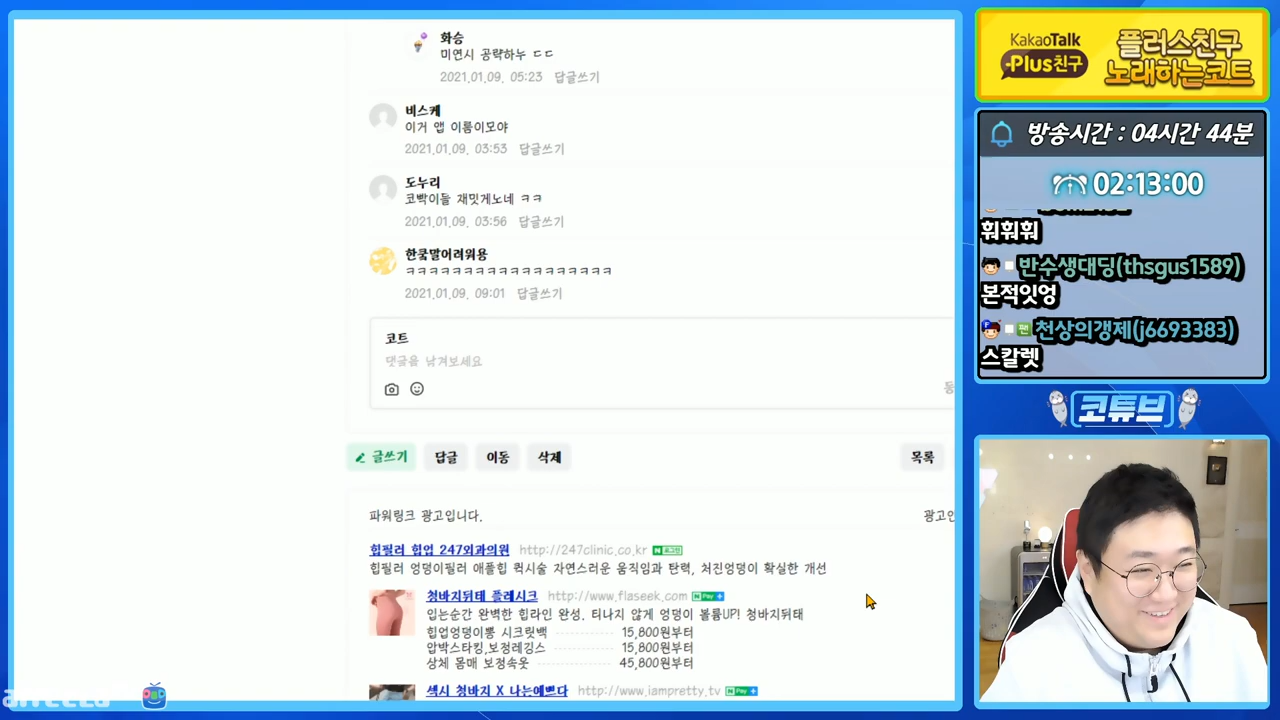 화승
미연시 공략하누 ㄷㄷ
2021.01.09. 05:23 답글쓰기
비스케
이거 앱 이름이모야
2021.01.09. 03:53 답글쓰기
도누리
코빡이들 재밋게노네 ㅋㅋ
2021.01.09. 03:56 답글쓰기
한쿸말어려워용
ㅋㅋㅋㅋㅋㅋㅋㅋㅋㅋㅋㅋㅋㅋㅋㅋㅋㅋ
2021.01.09. 09:01 답글쓰기
코트
댓글을 남겨보세요
글쓰기 답글 이동 삭제 목록
파워링크 광고입니다.
힙필러 힙업 247외과의원 http://247clinic.co.kr
힙필러 엉덩이필러 애플힙 퀵시술 자연스러운 움직임과 탄력, 처진엉덩이 확실한 개선
청바지뒤태 플레시크 http://www.flaseek.com N Pay +
입는순간 완벽한 힙라인 완성, 티나지 않게 엉덩이 볼륨UP! 청바지뒤태
힙업엉덩이뽕 시크릿백 15,800원부터
압박스타킹,보정레깅스 15,800원부터
상체 몸매 보정속옷 45,800원부터
섹시 청바지 X 나는예쁘다 http://www.iampretty.tv N Pay +
KakaoTalk
Plus친구
플러스친구
노래하는코트
방송시간 : 04시간 44분
02:13:00
훠훠훠
반수생대딩(thsgus1589)
본적잇엉
팬 천상의갱제(j6693383)
스칼렛
코튜브